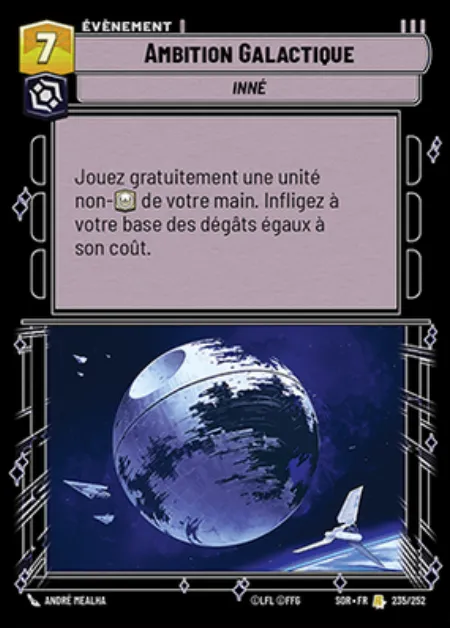 ÉVÈNEMENT
7
AMBITION GALACTIQUE
INNÉ
Jouez gratuitement une unité
non- de votre main. Infligez à
votre base des dégâts égaux à
son coût.
ANDRÉ MEALHA
©LFL ©FFG
SOR • FR
R
235/252